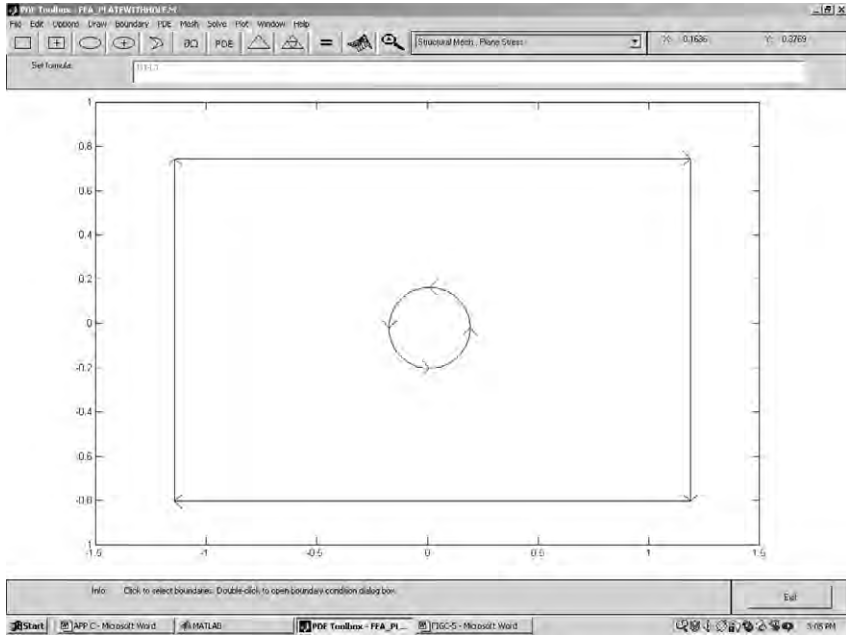 PDE Toolbox - FEA_PLATEWITHHOLE.M
File Edit Options Draw Boundary PDE Mesh Solve Plot Window Help
∂Ω PDE = Structural Mech., Plane Stress X: 0.1636 Y: 0.3769
Set formula:
1
0.8
0.6
0.4
0.2
0
-0.2
-0.4
-0.6
-0.8
-1
-1.5 -1 -0.5 0 0.5 1 1.5
Info: Click to select boundaries. Double-click to open boundary condition dialog box. Exit
Start APP C - Microsoft Word MATLAB PDE Toolbox - FEA_PL... FIGC-5 - Microsoft Word 3:05 PM